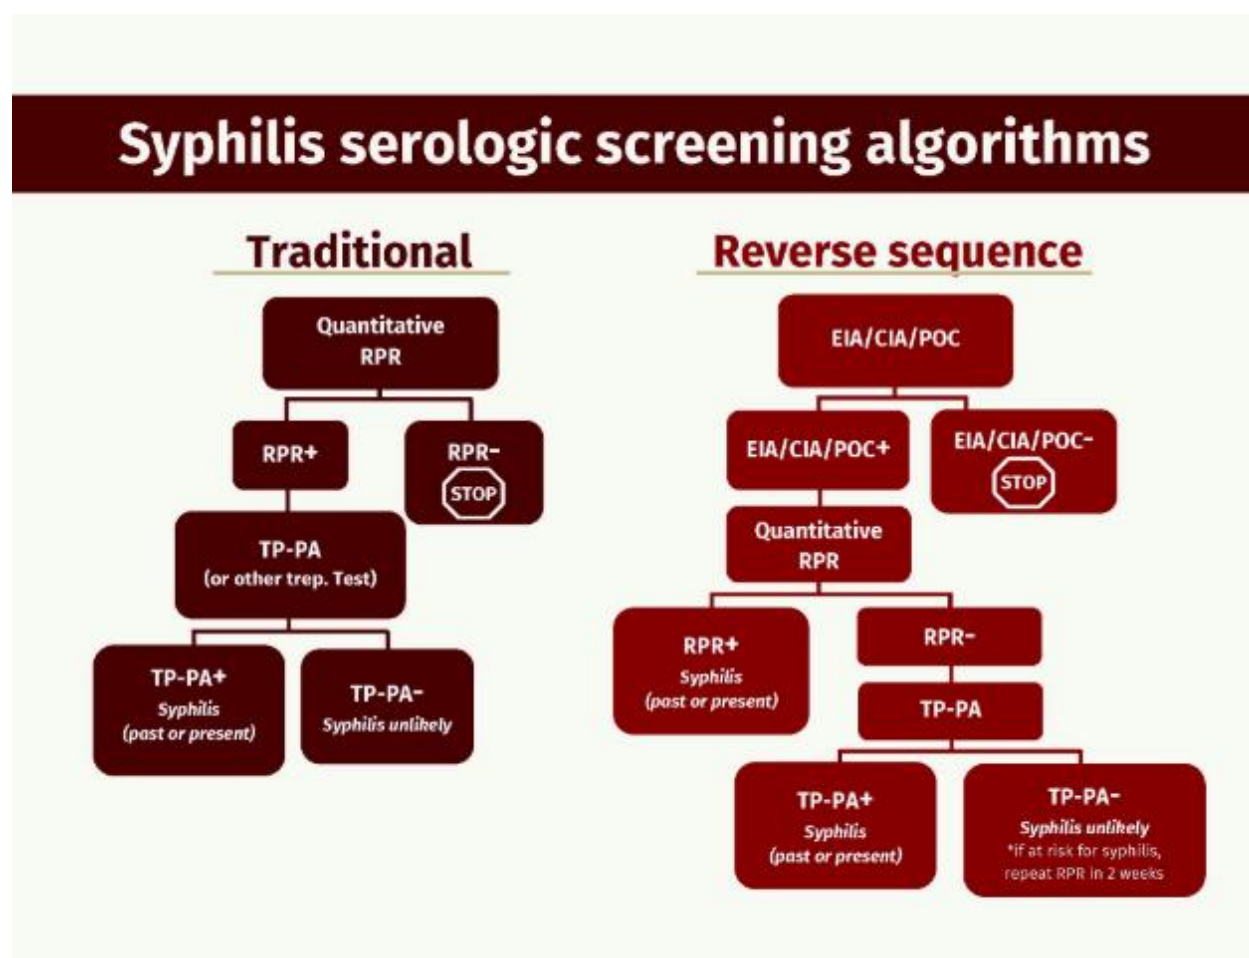 Syphilis serologic screening algorithms
Traditional
Quantitative
RPR
RPR+
RPR-
STOP
TP-PA
(or other trep. Test)
TP-PA+
Syphilis
(past or present)
TP-PA-
Syphilis unlikely
Reverse sequence
EIA/CIA/POC
EIA/CIA/POC+
EIA/CIA/POC-
STOP
Quantitative
RPR
RPR+
Syphilis
(past or present)
RPR-
TP-PA
TP-PA+
Syphilis
(past or present)
TP-PA-
Syphilis unlikely
*if at risk for syphilis,
repeat RPR in 2 weeks